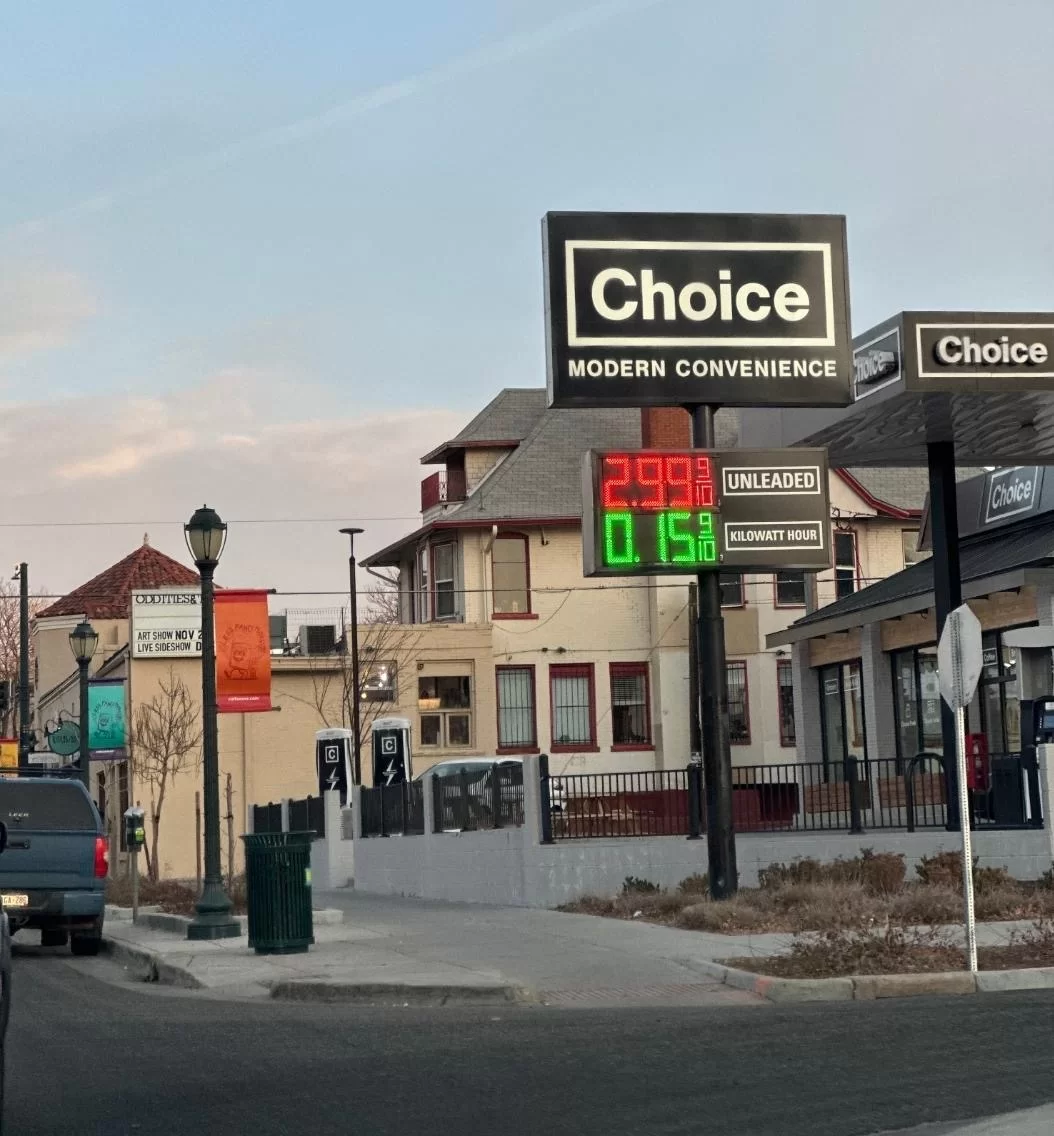 Choice
MODERN CONVENIENCE
Choice
Choice
Choice
2.99 9/10 UNLEADED
0.15 9/10 KILOWATT HOUR
ODDITIES &
ART SHOW NOV 2
LIVE SIDESHOW D
C
C